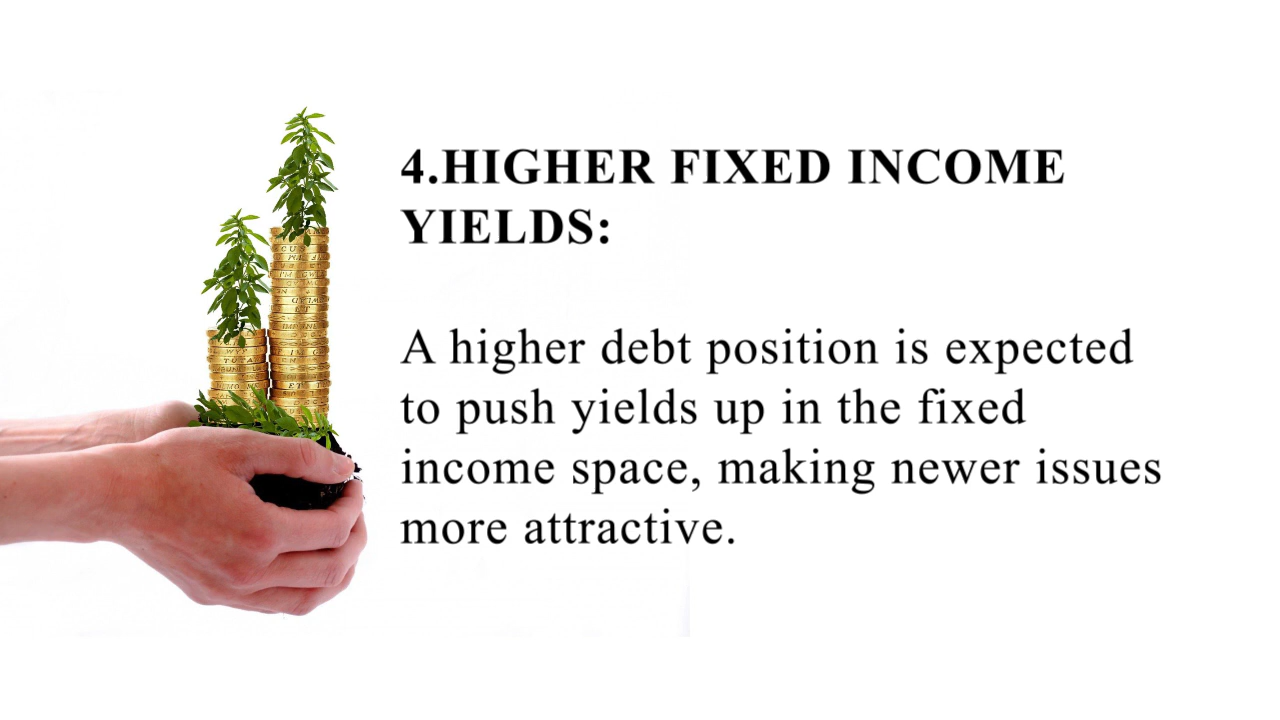 4.HIGHER FIXED INCOME
YIELDS:
A higher debt position is expected
to push yields up in the fixed
income space, making newer issues
more attractive.